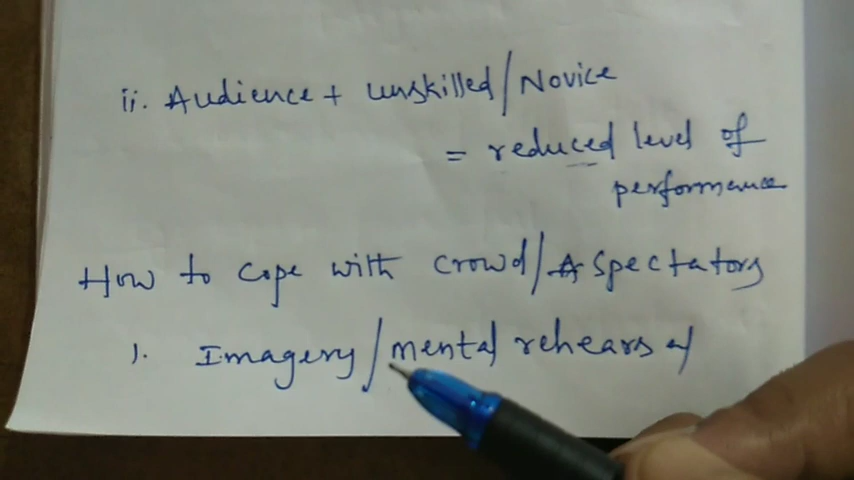 ii. Audience + unskilled/Novice
= reduced level of
performance
How to cope with crowd/Spectators
1. Imagery/mental rehearsal